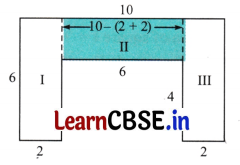 10
10 – (2 + 2)
6 I II III
6
4
LearnCBSE.in
2 2